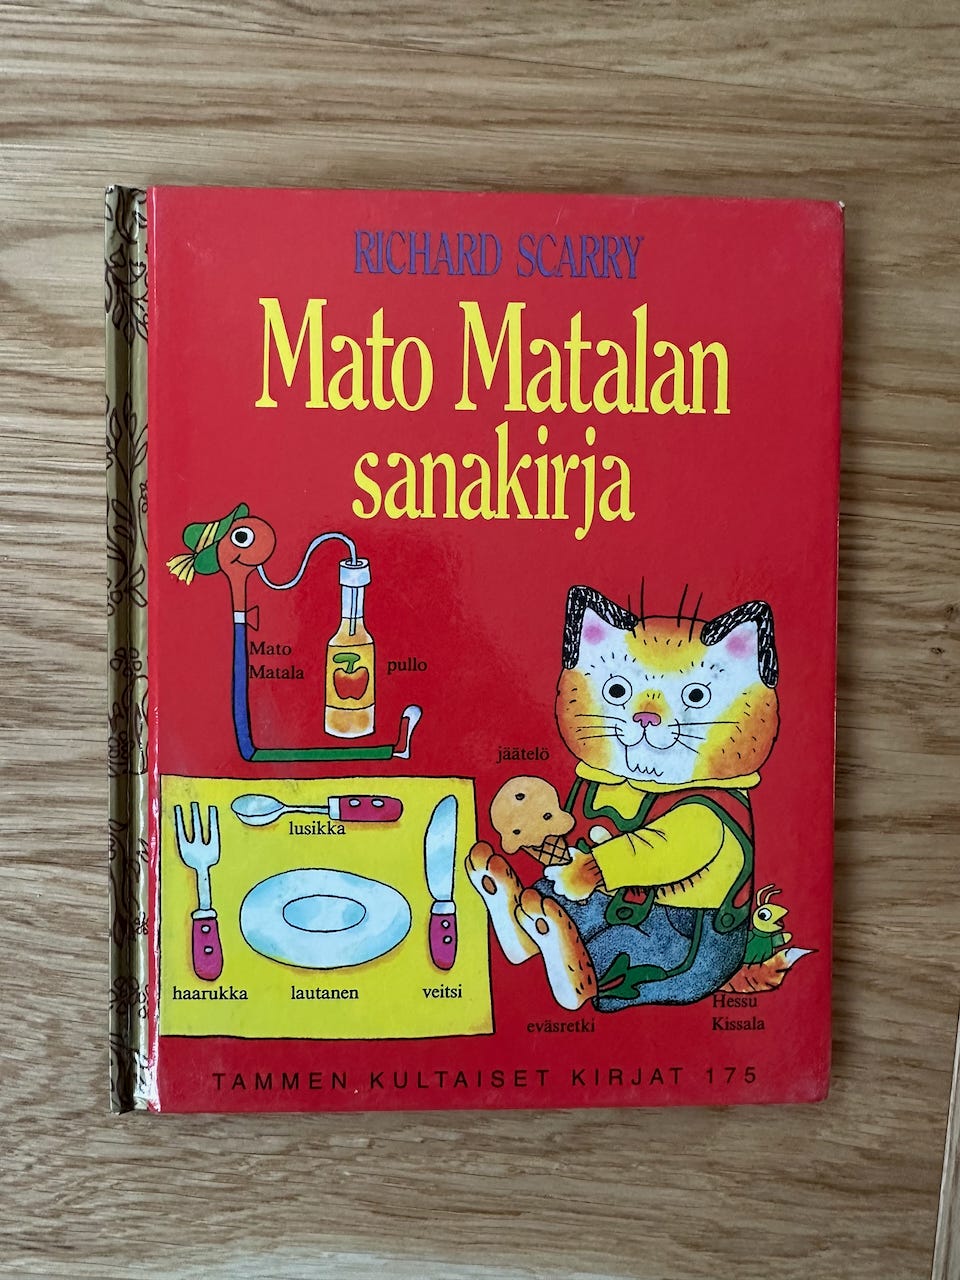 RICHARD SCARRY
Mato Matalan
sanakirja
Mato
Matala
pullo
jäätelö
lusikka
haarukka
lautanen
veitsi
eväsretki
Hessu
Kissala
TAMMEN KULTAISET KIRJAT 175